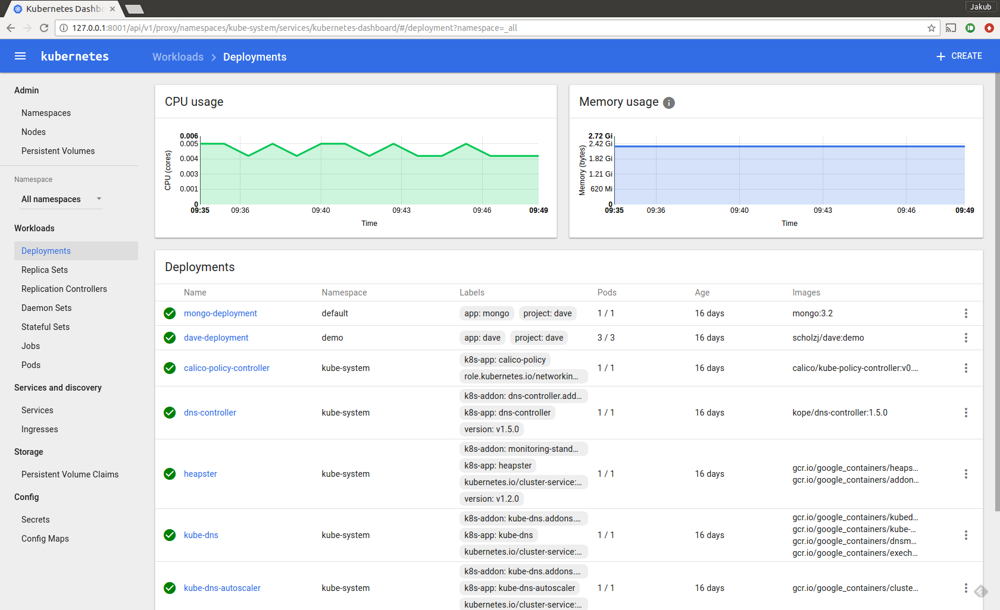 Kubernetes Dashb
Jakub
127.0.0.1:8001/api/v1/proxy/namespaces/kube-system/services/kubernetes-dashboard/#/deployment?namespace=_all
kubernetes
Workloads > Deployments
+ CREATE
Admin
Namespaces
Nodes
Persistent Volumes
Namespace
All namespaces
Workloads
Deployments
Replica Sets
Replication Controllers
Daemon Sets
Stateful Sets
Jobs
Pods
Services and discovery
Services
Ingresses
Storage
Persistent Volume Claims
Config
Secrets
Config Maps
CPU usage
CPU (cores)
0.006
0.005
0.004
0.003
0.001
0
09:35 09:36 09:40 09:43 09:46 09:49
Time
Memory usage
Memory (bytes)
2.72 Gi
2.42 Gi
1.82 Gi
1.21 Gi
620 Mi
0
09:35 09:36 09:40 09:43 09:46 09:49
Time
Deployments
Name Namespace Labels Pods Age Images
mongo-deployment default app: mongo project: dave 1 / 1 16 days mongo:3.2
dave-deployment demo app: dave project: dave 3 / 3 16 days scholzj/dave:demo
k8s-app: calico-policy
calico-policy-controller kube-system 1 / 1 16 days calico/kube-policy-controller:v0....
role.kubernetes.io/networkin...
k8s-addon: dns-controller.add...
dns-controller kube-system k8s-app: dns-controller 1 / 1 16 days kope/dns-controller:1.5.0
version: v1.5.0
k8s-addon: monitoring-stand...
k8s-app: heapster
heapster kube-system 1 / 1 16 days
gcr.io/google_containers/heaps...
gcr.io/google_containers/addon...
kubernetes.io/cluster-service:...
version: v1.2.0
k8s-addon: kube-dns.addons....
kube-dns kube-system k8s-app: kube-dns 1 / 1 16 days
kubernetes.io/cluster-service:...
gcr.io/google_containers/kubed...
gcr.io/google_containers/kube-...
gcr.io/google_containers/dnsm...
gcr.io/google_containers/exech...
k8s-addon: kube-dns.addons....
kube-dns-autoscaler kube-system k8s-app: kube-dns-autoscaler 1 / 1 16 days gcr.io/google_containers/cluste...
kubernetes.io/cluster-service:...